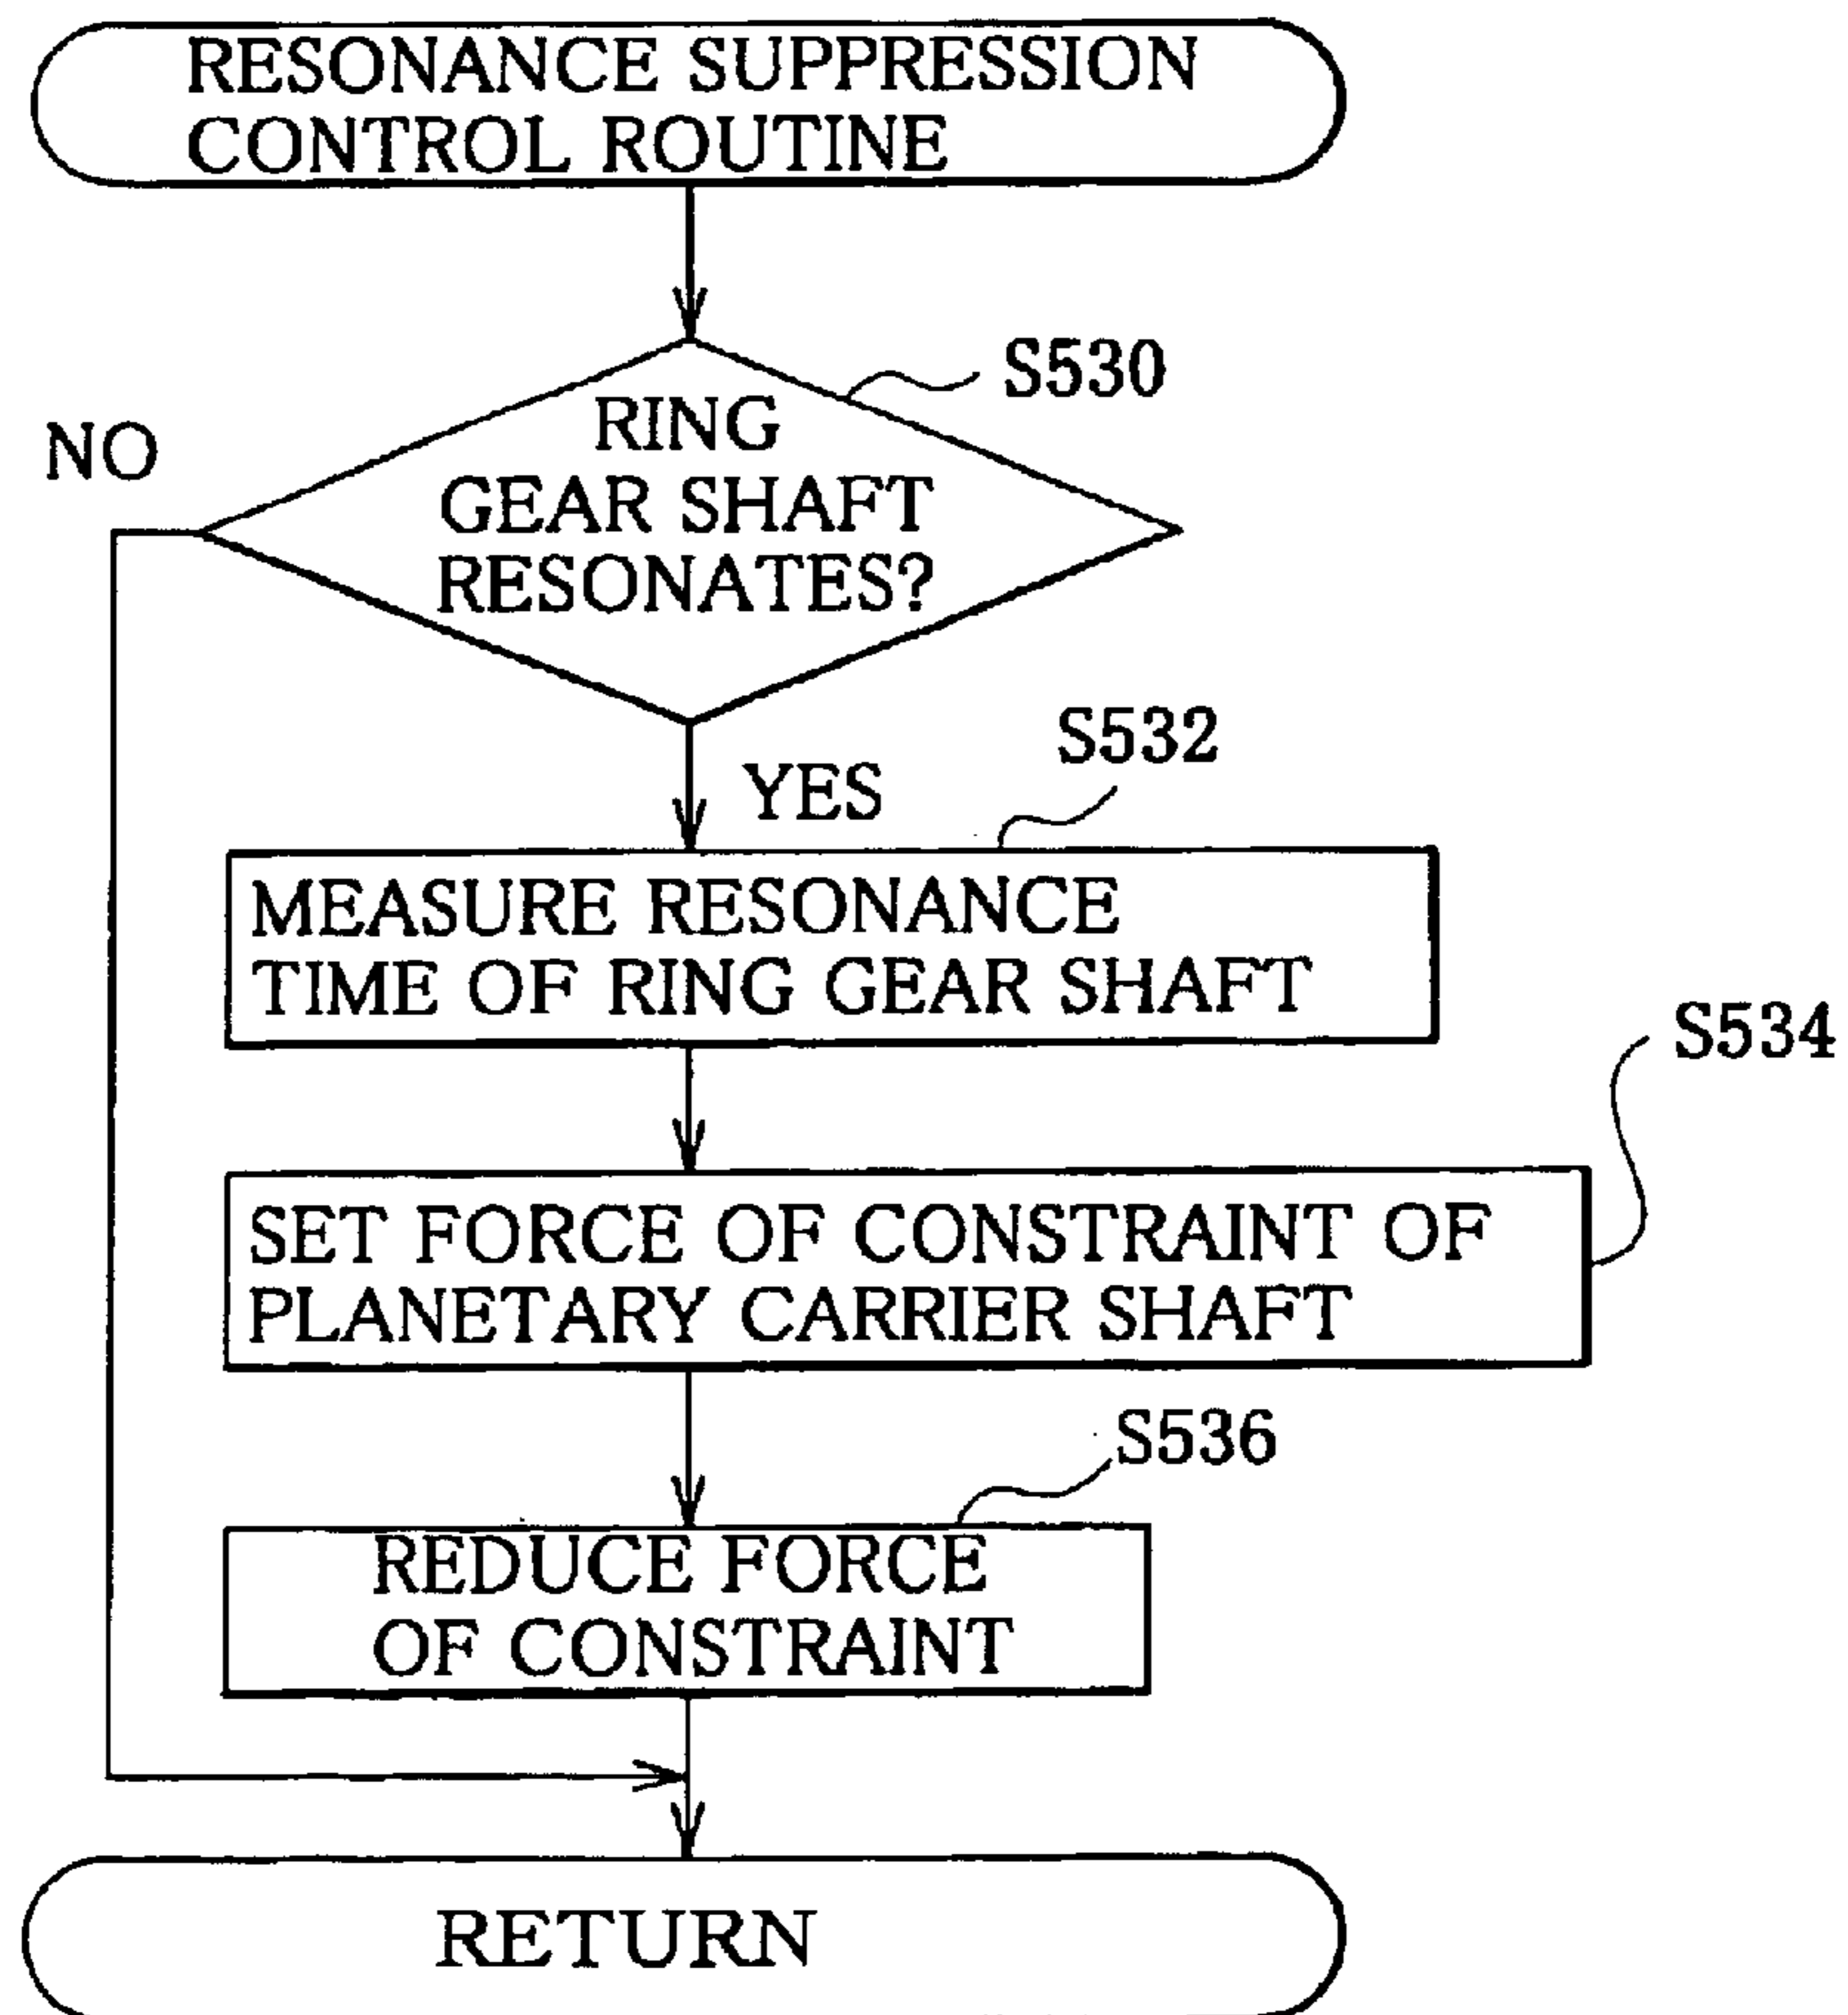 RESONANCE SUPPRESSION
CONTROL ROUTINE
S530
NO
RING
GEAR SHAFT
RESONATES?
S532
YES
MEASURE RESONANCE
TIME OF RING GEAR SHAFT
S534
SET FORCE OF CONSTRAINT OF
PLANETARY CARRIER SHAFT
S536
REDUCE FORCE
OF CONSTRAINT
RETURN